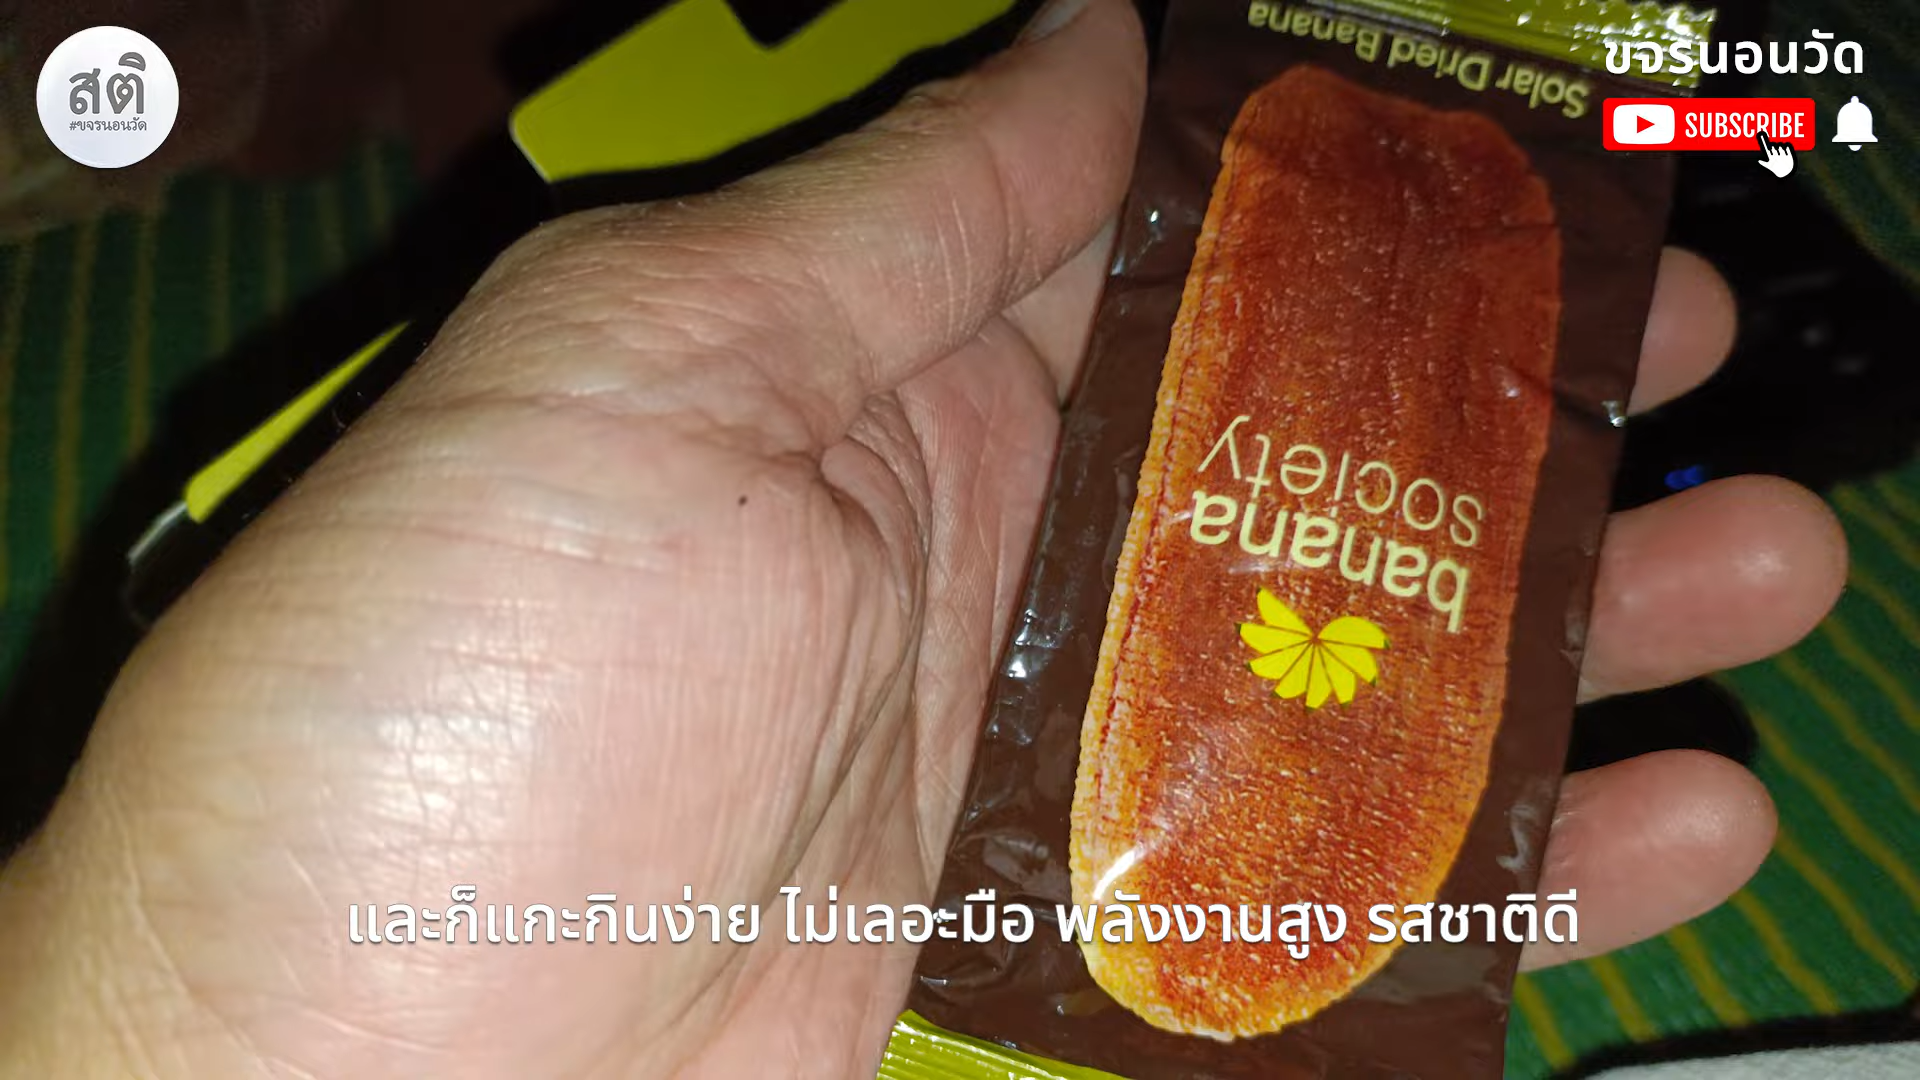 สติ
#ขจรนอนวัด
ขจรนอนวัด
SUBSCRIBE
Solar Dried Banana
banana
society
และก็แกะกินง่าย ไม่เลอะมือ พลังงานสูง รสชาติดี